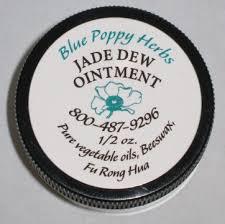 Blue Poppy Herbs
JADE DEW
OINTMENT
800-487-9296
1/2 oz.
Pure vegetable oils, Beeswax,
Fu Rong Hua